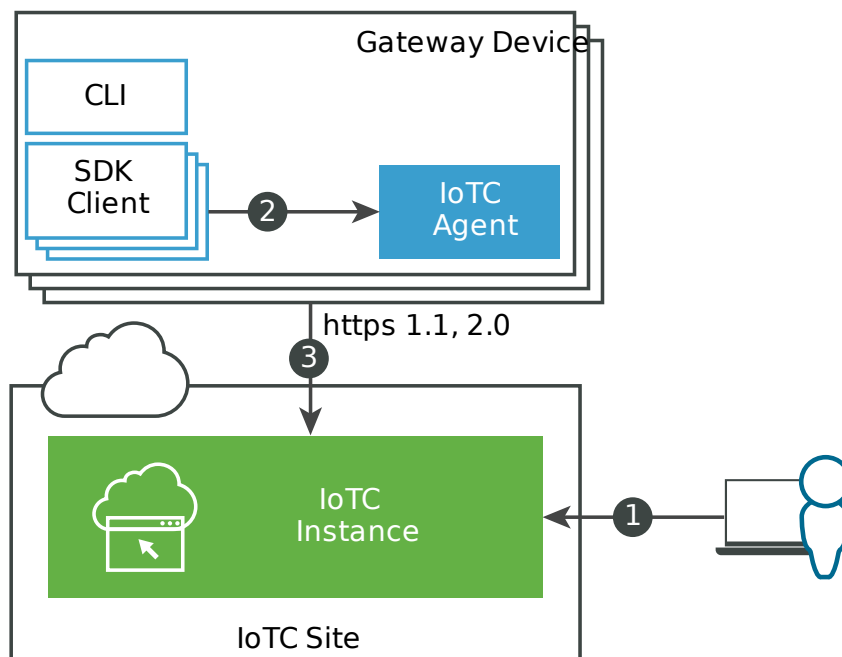 Gateway Device
CLI
SDK
Client
2
IoTC
Agent
https 1.1, 2.0
3
IoTC
Instance
1
IoTC Site